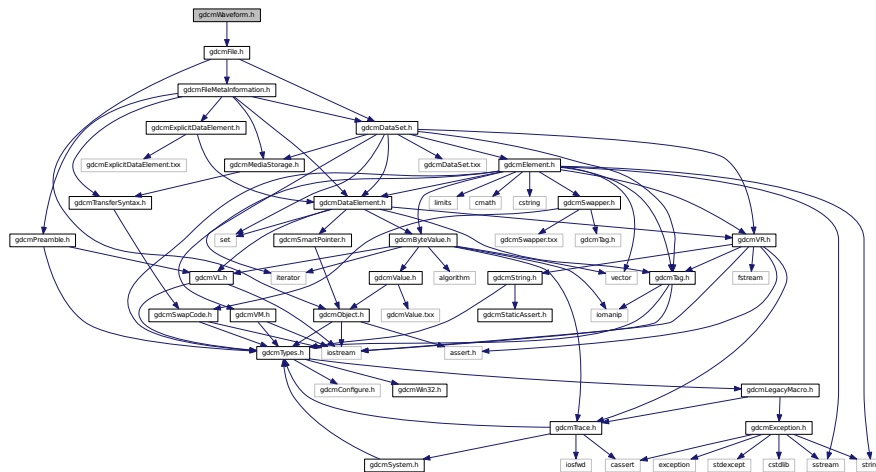 gdcmWaveform.h
gdcmFile.h
gdcmFileMetaInformation.h
gdcmExplicitDataElement.h
gdcmDataSet.h
gdcmExplicitDataElement.txx
gdcmMediaStorage.h
gdcmDataSet.txx
gdcmElement.h
gdcmTransferSyntax.h
gdcmDataElement.h
limits
cmath
cstring
gdcmSwapper.h
gdcmPreamble.h
set
gdcmSmartPointer.h
gdcmByteValue.h
gdcmSwapper.txx
gdcmTag.h
gdcmVR.h
gdcmVL.h
iterator
gdcmValue.h
algorithm
gdcmString.h
vector
gdcmTag.h
fstream
gdcmSwapCode.h
gdcmVM.h
gdcmObject.h
gdcmValue.txx
gdcmStaticAssert.h
iomanip
gdcmTypes.h
iostream
assert.h
gdcmConfigure.h
gdcmWin32.h
gdcmLegacyMacro.h
gdcmTrace.h
gdcmException.h
gdcmSystem.h
iosfwd
cassert
exception
stdexcept
cstdlib
sstream